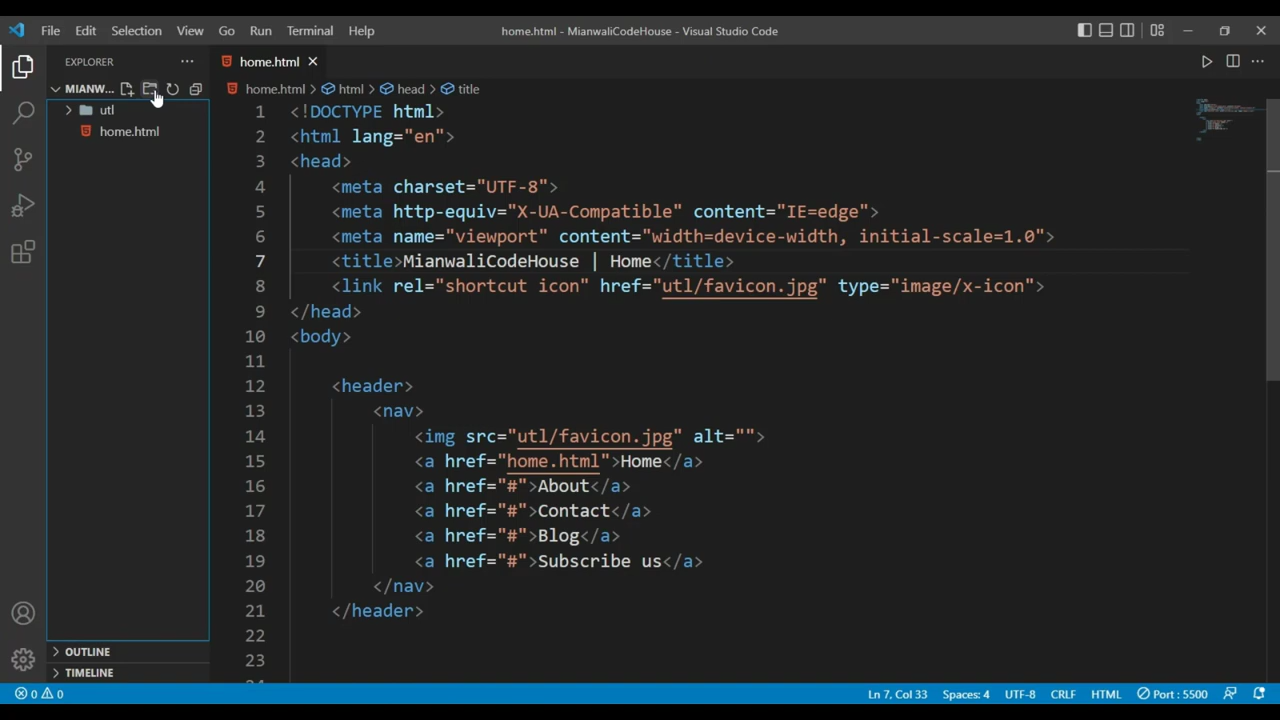 File Edit Selection View Go Run Terminal Help home.html - MianwaliCodeHouse - Visual Studio Code
EXPLORER
home.html
MIANW...
home.html > html > head > title
utl
home.html
1 <!DOCTYPE html>
2 <html lang="en">
3 <head>
4 <meta charset="UTF-8">
5 <meta http-equiv="X-UA-Compatible" content="IE=edge">
6 <meta name="viewport" content="width=device-width, initial-scale=1.0">
7 <title>MianwaliCodeHouse | Home</title>
8 <link rel="shortcut icon" href="utl/favicon.jpg" type="image/x-icon">
9 </head>
10 <body>
11
12 <header>
13 <nav>
14 <img src="utl/favicon.jpg" alt="">
15 <a href="home.html">Home</a>
16 <a href="#">About</a>
17 <a href="#">Contact</a>
18 <a href="#">Blog</a>
19 <a href="#">Subscribe us</a>
20 </nav>
21 </header>
22
23
OUTLINE
TIMELINE
0 0 Ln 7, Col 33 Spaces: 4 UTF-8 CRLF HTML Port : 5500